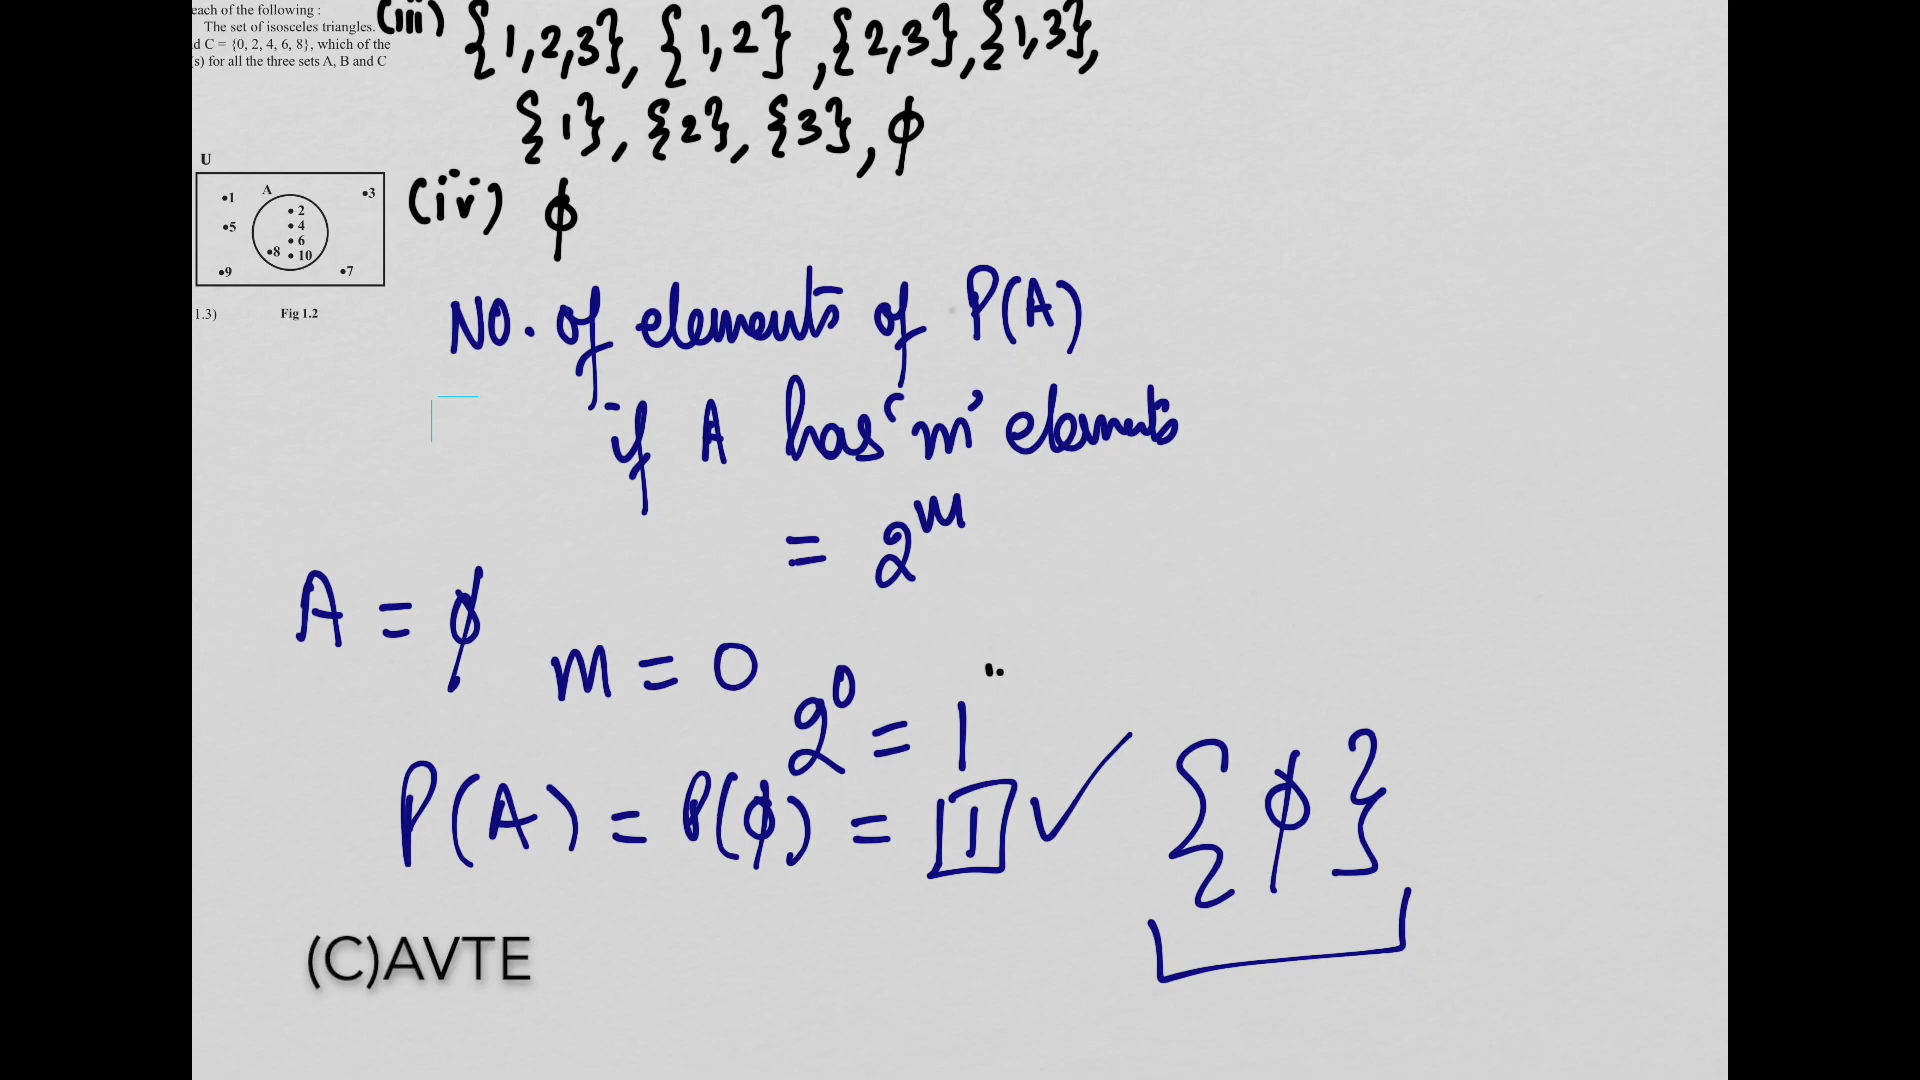 each of the following :
The set of isosceles triangles.
d C = {0, 2, 4, 6, 8}, which of the
(s) for all the three sets A, B and C
(iii) {1,2,3}, {1,2}, {2,3}, {1,3},
{1}, {2}, {3}, ϕ
U
A
•1
•3
• 2
• 4
•5
• 6
•8 • 10
•9
•7
1.3)
Fig 1.2
(iv) ϕ
NO. of elements of P(A)
if A has 'm' elements
= 2^m
A = ϕ
m = 0
2^0 = 1
P(A) = P(ϕ) = 1 ✓ {ϕ}
(C)AVTE